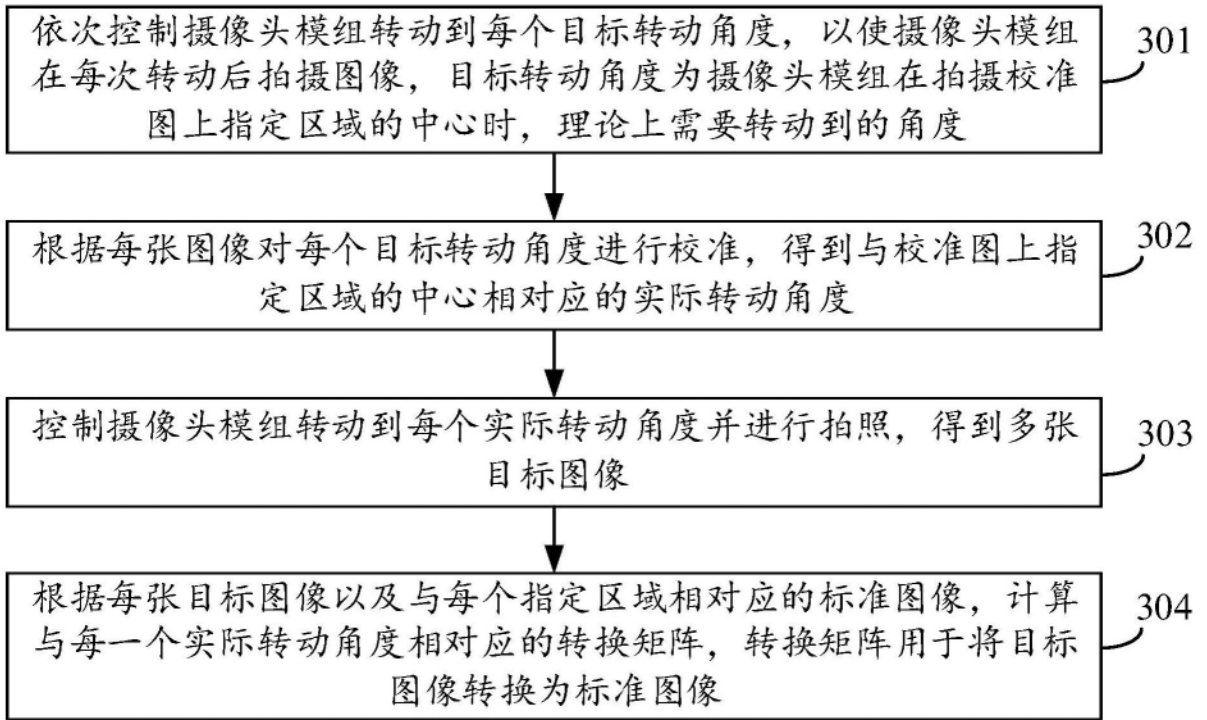 依次控制摄像头模组转动到每个目标转动角度，以使摄像头模组
在每次转动后拍摄图像，目标转动角度为摄像头模组在拍摄校准
图上指定区域的中心时，理论上需要转动到的角度
301
根据每张图像对每个目标转动角度进行校准，得到与校准图上指
定区域的中心相对应的实际转动角度
302
控制摄像头模组转动到每个实际转动角度并进行拍照，得到多张
目标图像
303
根据每张目标图像以及与每个指定区域相对应的标准图像，计算
与每一个实际转动角度相对应的转换矩阵，转换矩阵用于将目标
图像转换为标准图像
304